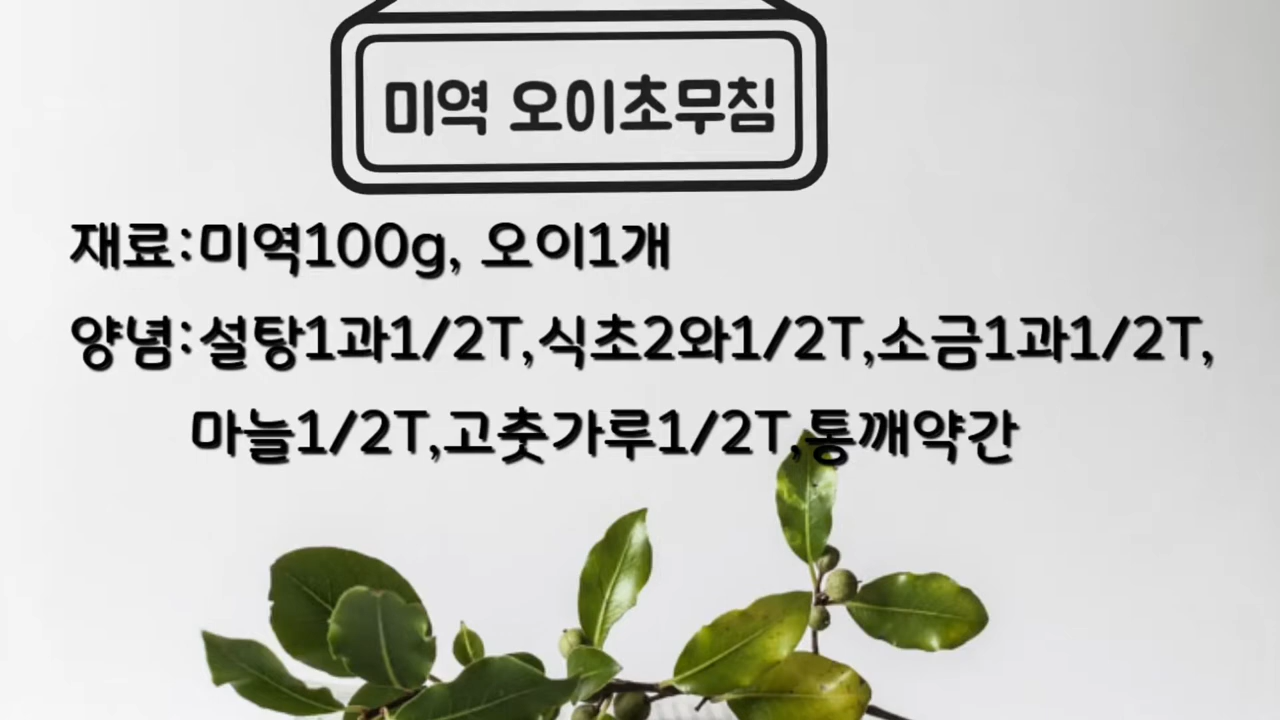 미역 오이초무침
재료:미역100g, 오이1개
양념:설탕1과1/2T,식초2와1/2T,소금1과1/2T,
마늘1/2T,고춧가루1/2T,통깨약간